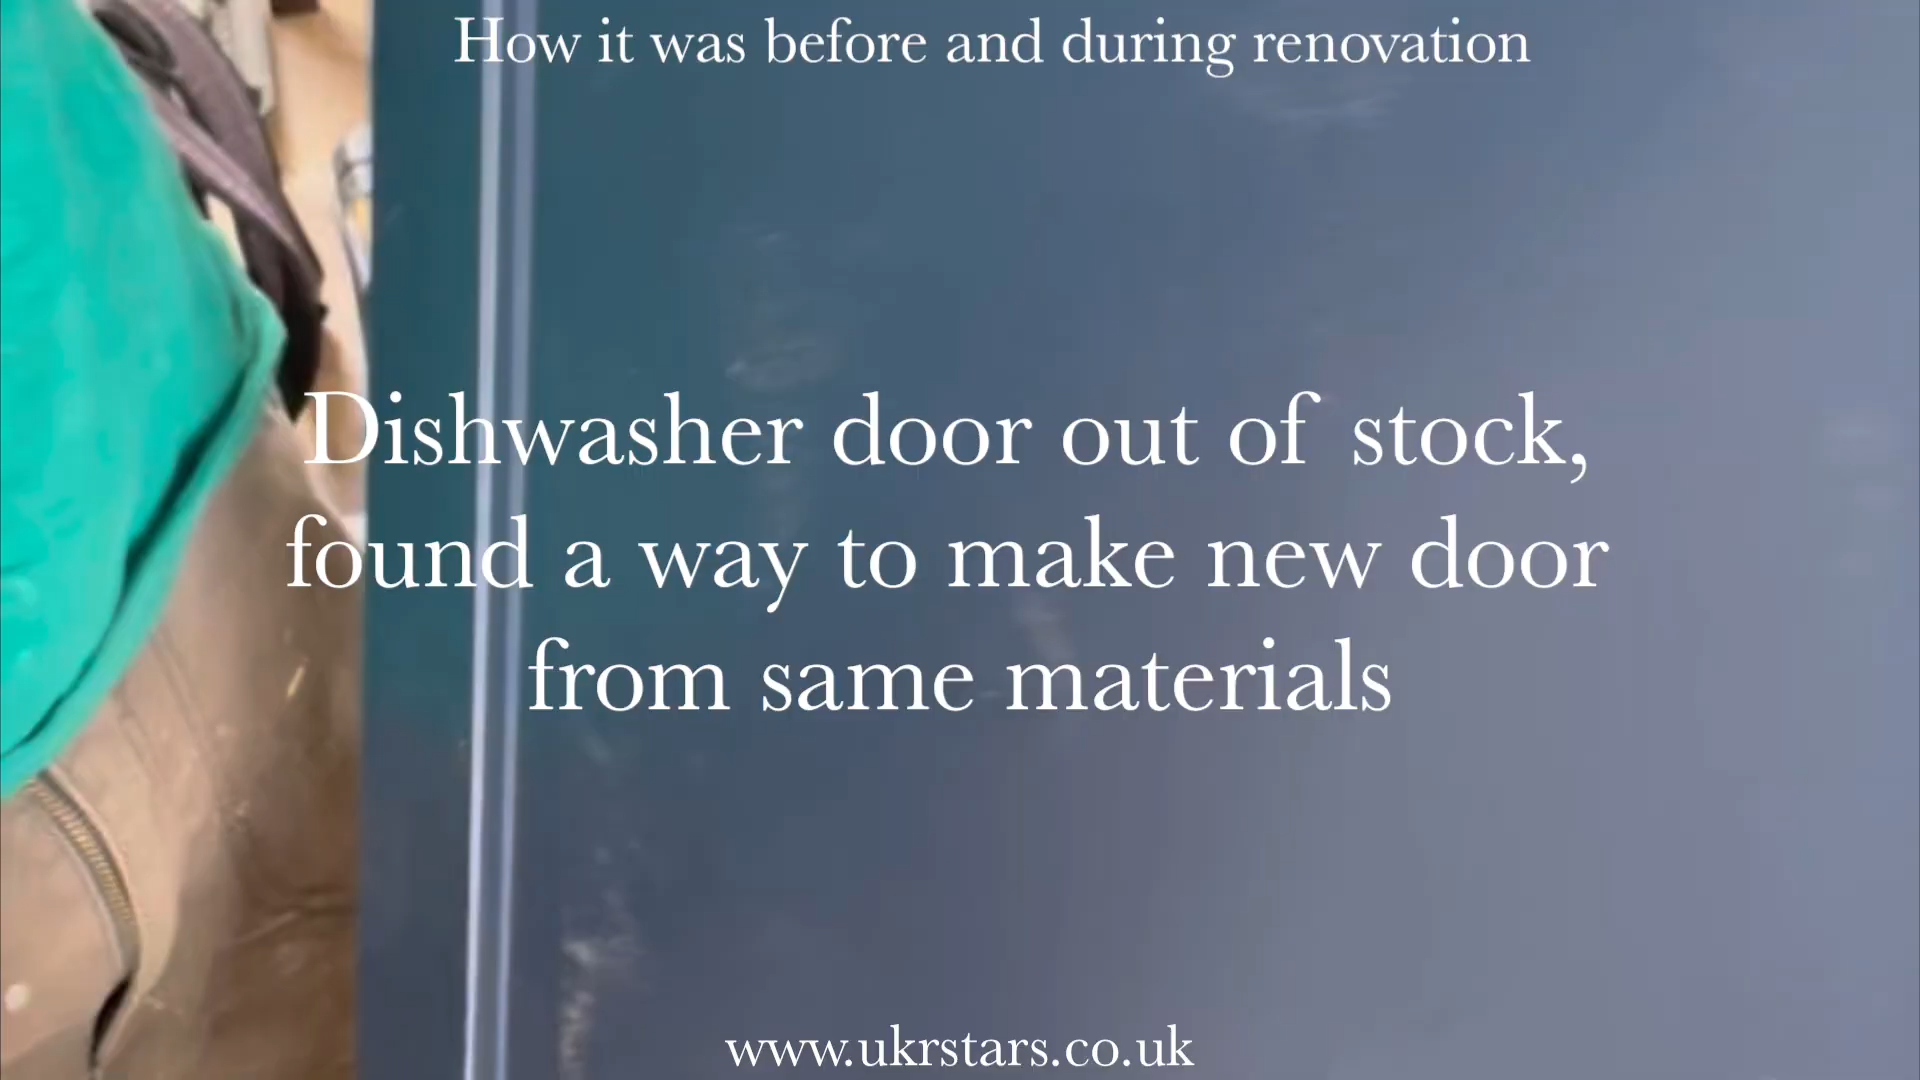 How it was before and during renovation
Dishwasher door out of stock,
found a way to make new door
from same materials
www.ukrstars.co.uk